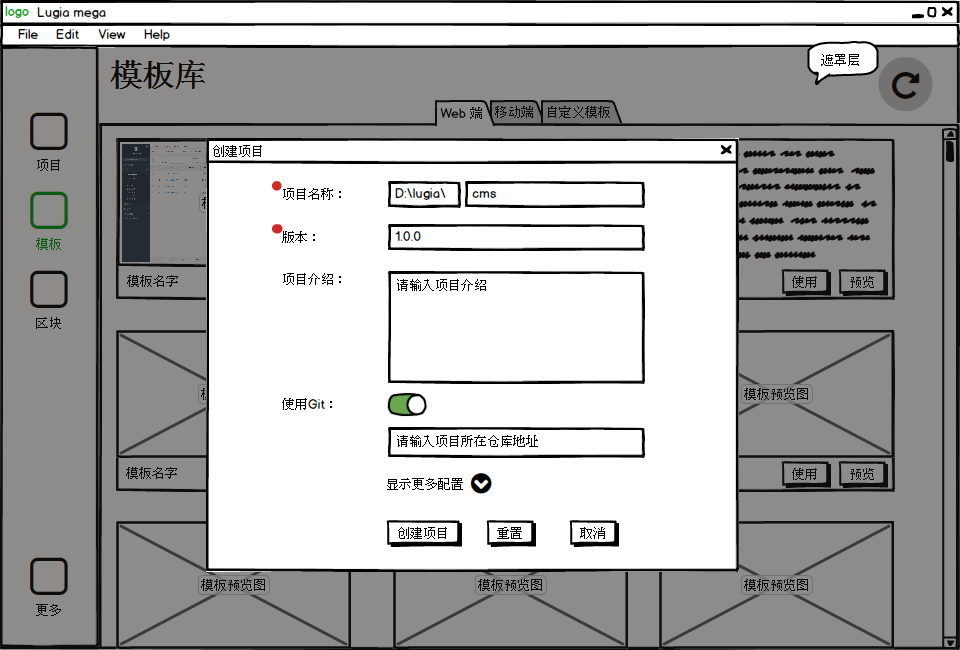 logo Lugia mega
File Edit View Help
模板库
遮罩层
Web 端 移动端 自定义模板
项目
模板
区块
更多
创建项目
项目名称：
D:\lugia\ cms
版本：
1.0.0
项目介绍：
请输入项目介绍
使用Git：
请输入项目所在仓库地址
显示更多配置
创建项目 重置 取消
模板名字
使用 预览
模板预览图
模板名字
使用 预览
模板预览图 模板预览图 模板预览图